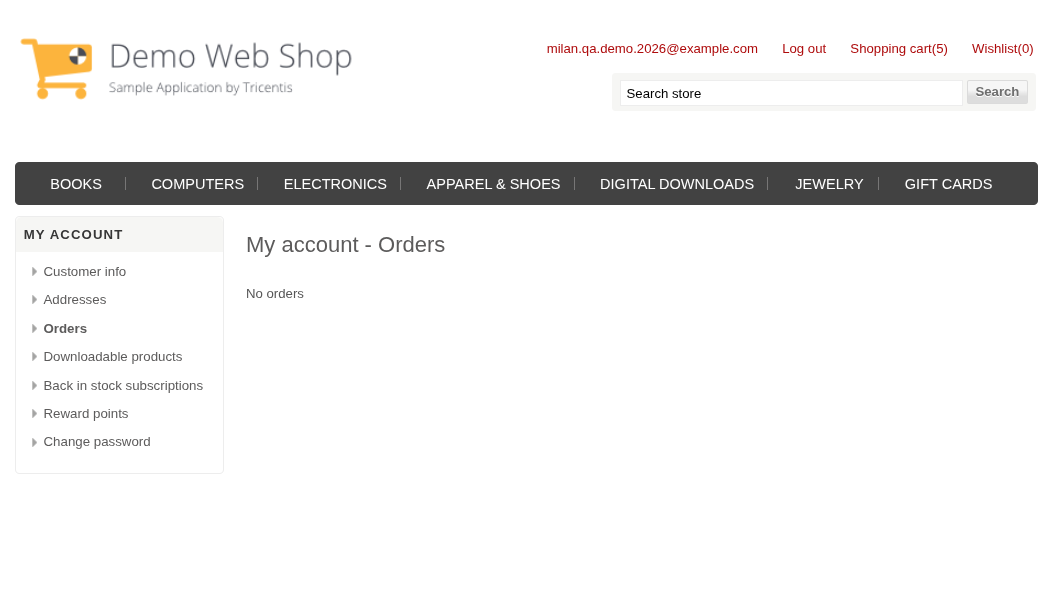 Demo Web Shop
Sample Application by Tricentis
milan.qa.demo.2026@example.com Log out Shopping cart(5) Wishlist(0)
Search store Search
BOOKS COMPUTERS ELECTRONICS APPAREL & SHOES DIGITAL DOWNLOADS JEWELRY GIFT CARDS
MY ACCOUNT
Customer info
Addresses
Orders
Downloadable products
Back in stock subscriptions
Reward points
Change password
My account - Orders
No orders